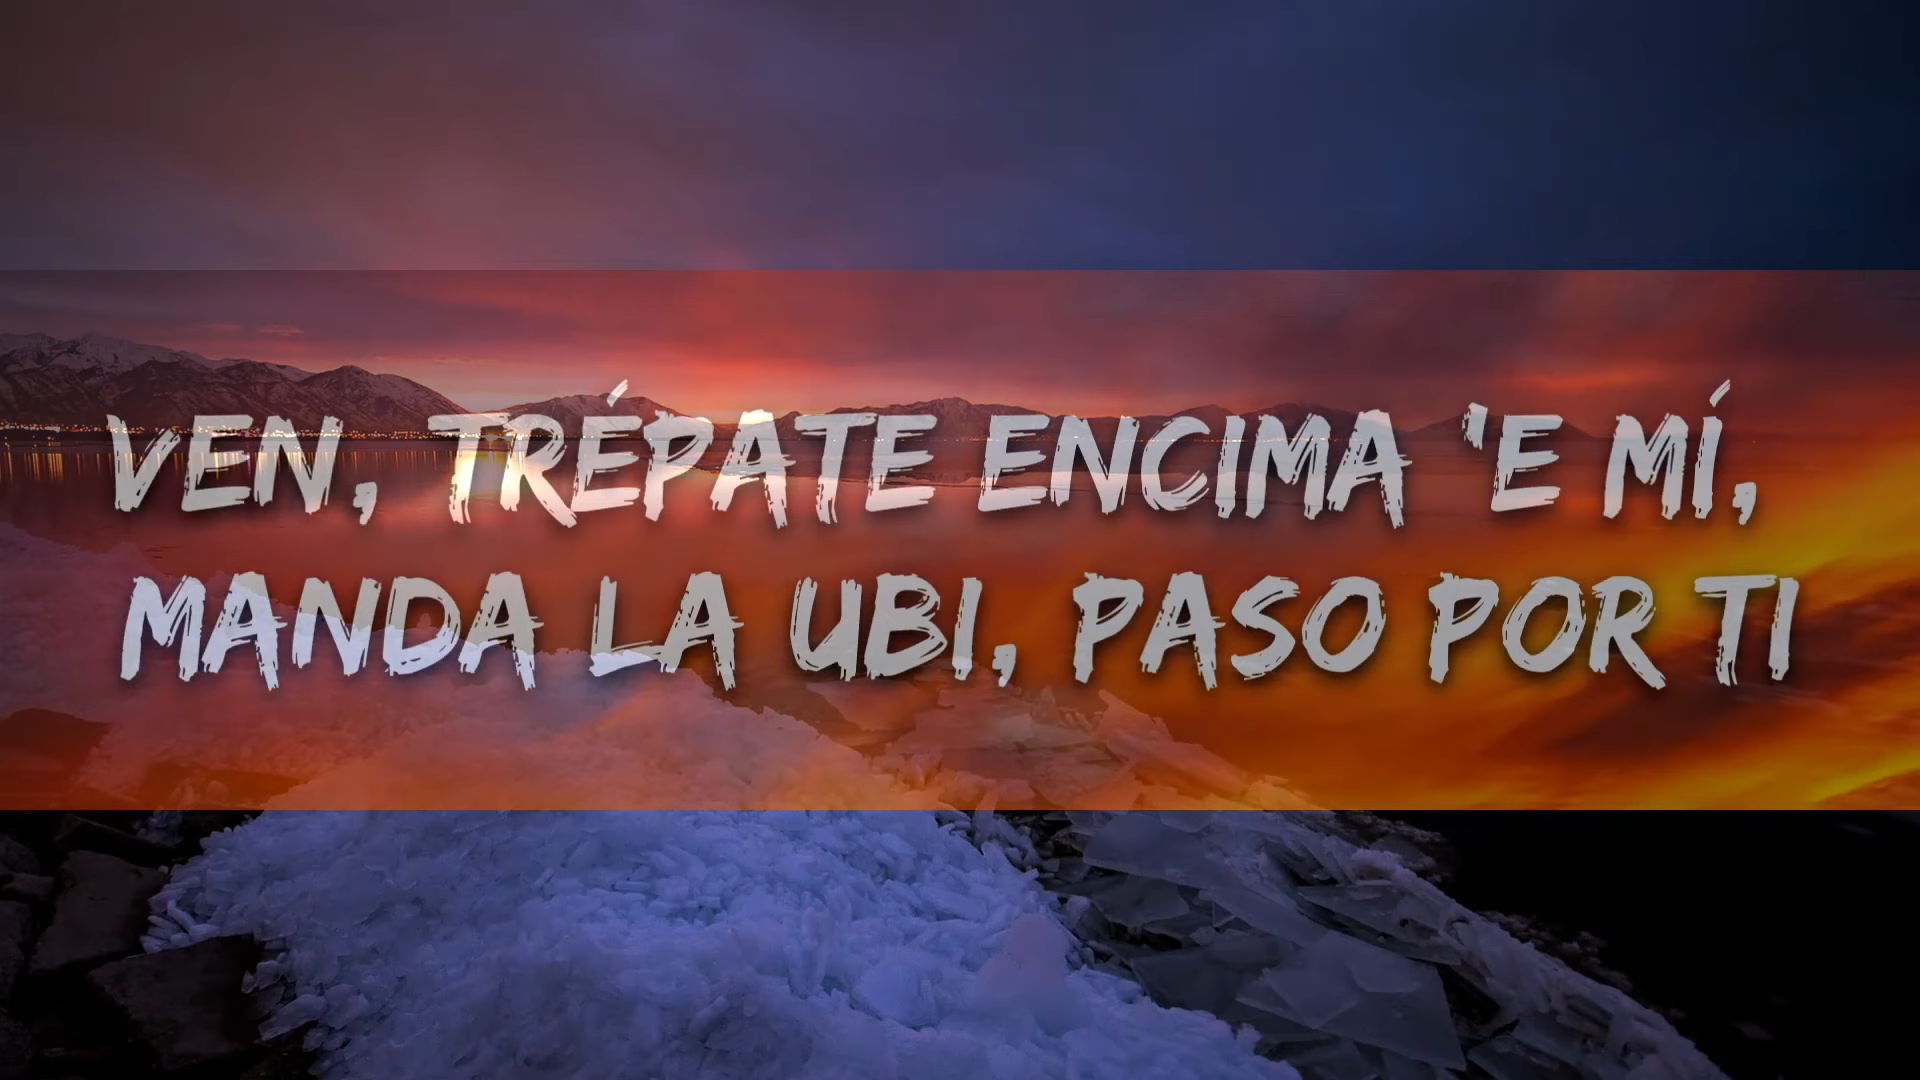 VEN, TRÉPATE ENCIMA 'E MÍ,
MANDA LA UBI, PASO POR TI